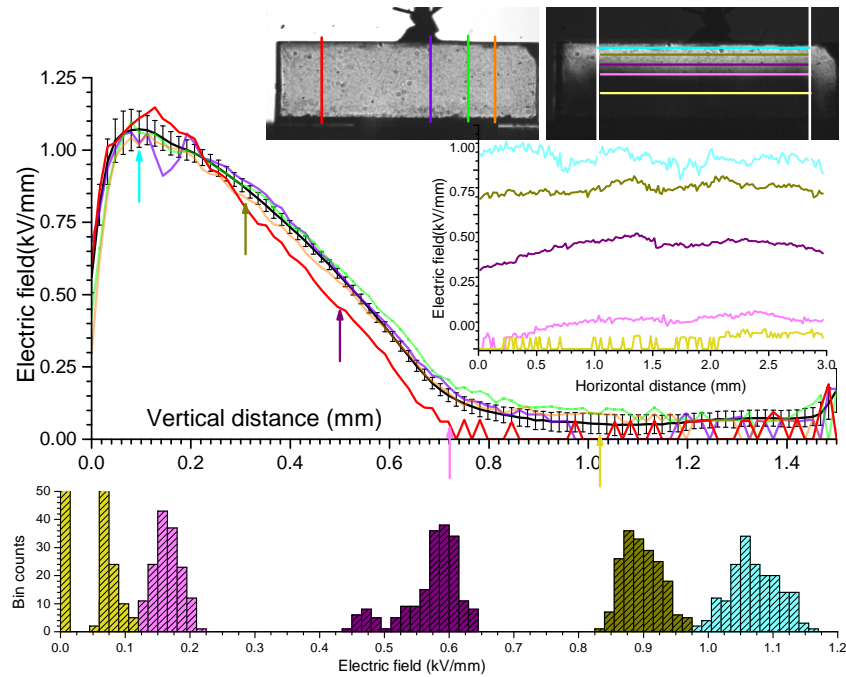 1.25
1.00
0.75
0.50
0.25
0.00
Electric field(kV/mm)
Vertical distance (mm)
0.0 0.2 0.4 0.6 0.8 1.0 1.2 1.4
1.00
0.75
0.50
0.25
0.00
Electric field(kV/mm)
0.0 0.5 1.0 1.5 2.0 2.5 3.0
Horizontal distance (mm)
50
40
30
20
10
0
Bin counts
0.0 0.1 0.2 0.3 0.4 0.5 0.6 0.7 0.8 0.9 1.0 1.1 1.2
Electric field (kV/mm)